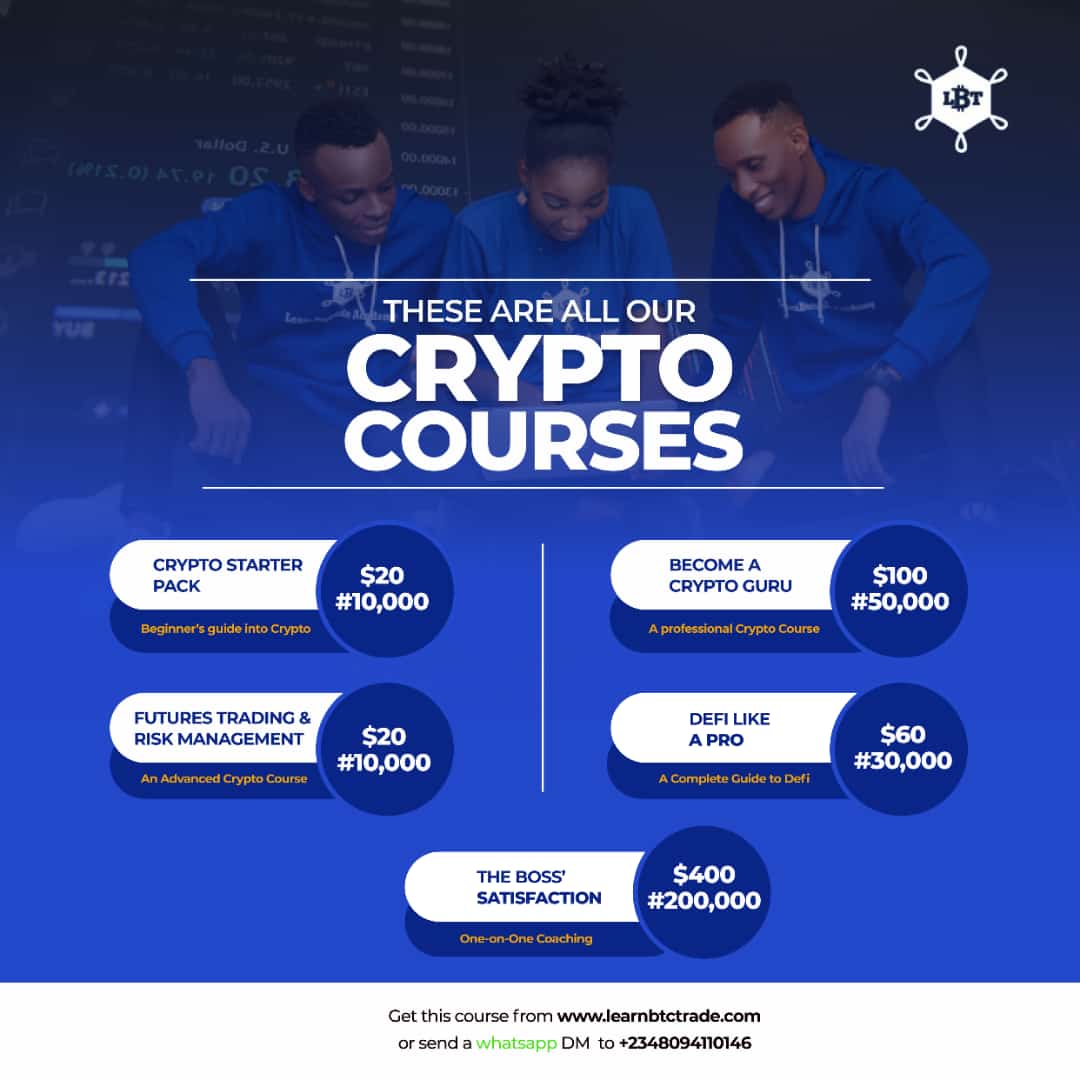 LBT
THESE ARE ALL OUR
CRYPTO
COURSES
CRYPTO STARTER
PACK
$20
#10,000
Beginner's guide into Crypto
BECOME A
CRYPTO GURU
$100
#50,000
A professional Crypto Course
FUTURES TRADING &
RISK MANAGEMENT
$20
#10,000
An Advanced Crypto Course
DEFI LIKE
A PRO
$60
#30,000
A Complete Guide to Defi
THE BOSS'
SATISFACTION
$400
#200,000
One-on-One Coaching
Get this course from www.learnbtctrade.com
or send a whatsapp DM to +2348094110146